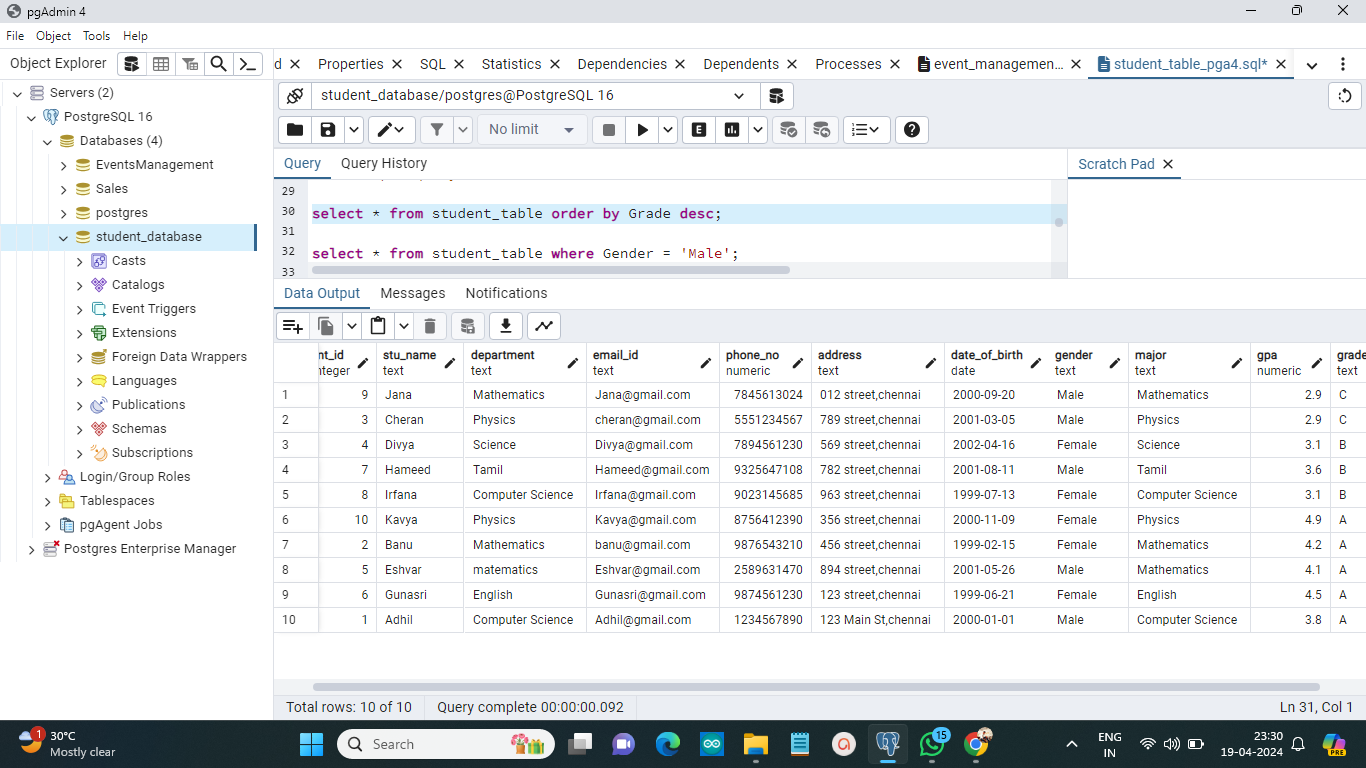 pgAdmin 4
File Object Tools Help
Object Explorer
d Properties SQL Statistics Dependencies Dependents Processes event_managemen... student_table_pga4.sql*
Servers (2)
PostgreSQL 16
Databases (4)
EventsManagement
Sales
postgres
student_database
Casts
Catalogs
Event Triggers
Extensions
Foreign Data Wrappers
Languages
Publications
Schemas
Subscriptions
Login/Group Roles
Tablespaces
pgAgent Jobs
Postgres Enterprise Manager
student_database/postgres@PostgreSQL 16
No limit E
Query Query History
Scratch Pad
29
30 select * from student_table order by Grade desc;
31
32 select * from student_table where Gender = 'Male';
33
Data Output Messages Notifications
nt_id stu_name department email_id phone_no address date_of_birth gender major gpa grade
nteger text text text numeric text date text text numeric text
1 9 Jana Mathematics Jana@gmail.com 7845613024 012 street,chennai 2000-09-20 Male Mathematics 2.9 C
2 3 Cheran Physics cheran@gmail.com 5551234567 789 street,chennai 2001-03-05 Male Physics 2.9 C
3 4 Divya Science Divya@gmail.com 7894561230 569 street,chennai 2002-04-16 Female Science 3.1 B
4 7 Hameed Tamil Hameed@gmail.com 9325647108 782 street,chennai 2001-08-11 Male Tamil 3.6 B
5 8 Irfana Computer Science Irfana@gmail.com 9023145685 963 street,chennai 1999-07-13 Female Computer Science 3.1 B
6 10 Kavya Physics Kavya@gmail.com 8756412390 356 street,chennai 2000-11-09 Female Physics 4.9 A
7 2 Banu Mathematics banu@gmail.com 9876543210 456 street,chennai 1999-02-15 Female Mathematics 4.2 A
8 5 Eshvar matematics Eshvar@gmail.com 2589631470 894 street,chennai 2001-05-26 Male Mathematics 4.1 A
9 6 Gunasri English Gunasri@gmail.com 9874561230 123 street,chennai 1999-06-21 Female English 4.5 A
10 1 Adhil Computer Science Adhil@gmail.com 1234567890 123 Main St,chennai 2000-01-01 Male Computer Science 3.8 A
Total rows: 10 of 10 Query complete 00:00:00.092 Ln 31, Col 1
1 30°C
Mostly clear
Search
15
ENG
IN
23:30
19-04-2024
PRE